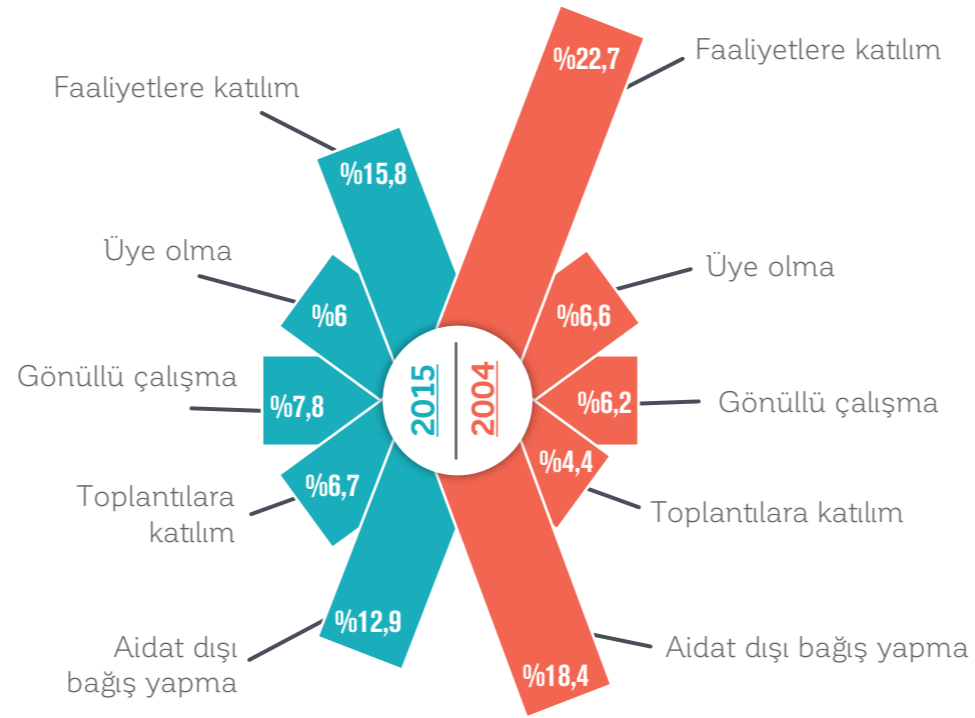 Faaliyetlere katılım
%15,8
Üye olma
%6
Gönüllü çalışma
%7,8
Toplantılara
katılım
%6,7
Aidat dışı
bağış yapma
%12,9
2015
2004
Faaliyetlere katılım
%22,7
Üye olma
%6,6
Gönüllü çalışma
%6,2
Toplantılara katılım
%4,4
Aidat dışı bağış yapma
%18,4